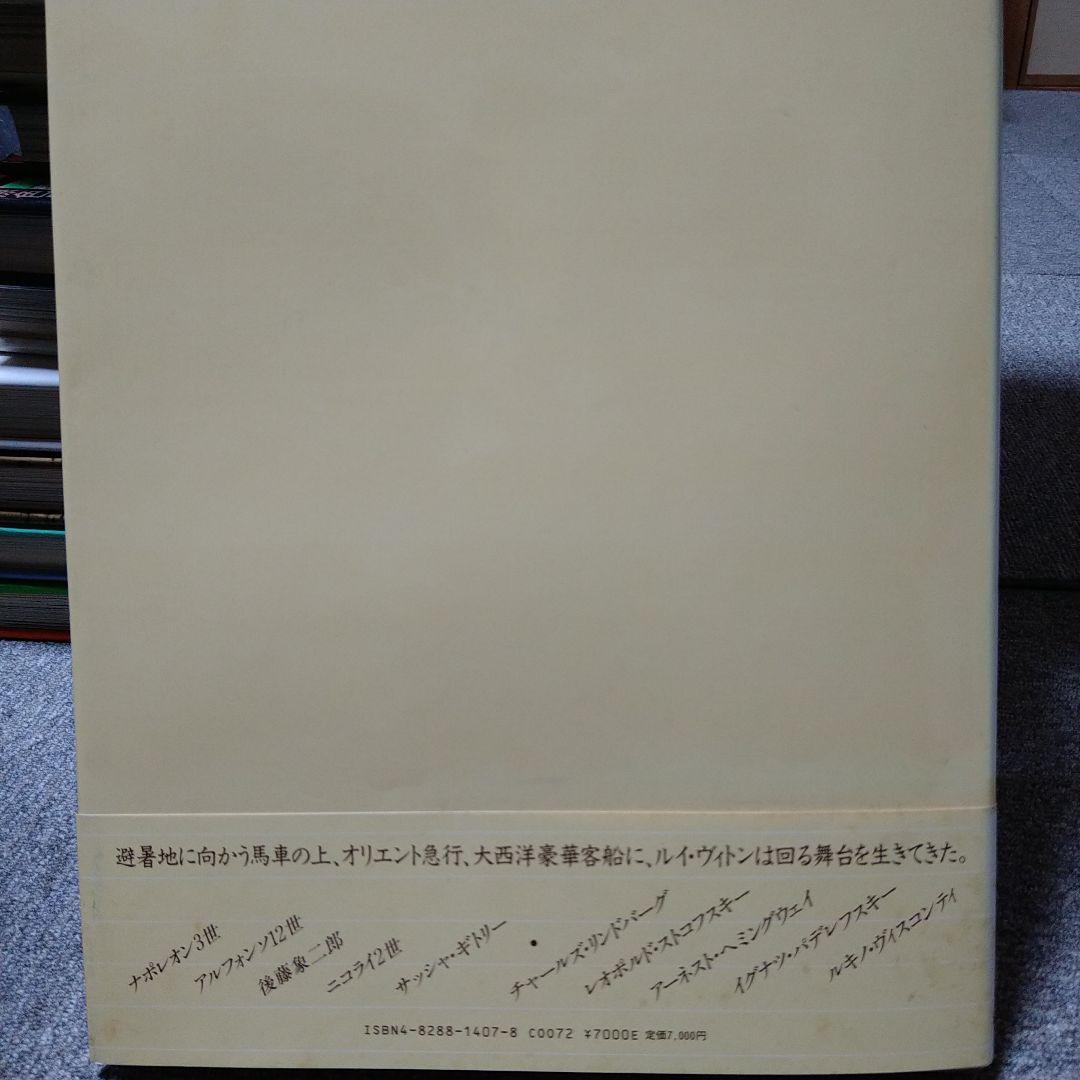 避暑地に向かう馬車の上、オリエント急行、大西洋豪華客船に、ルイ・ヴィトンは回る舞台を生きてきた。
ナポレオン3世
アルフォンソ12世
後藤象二郎
ニコライ2世
サッシャ・ギトリー
•
チャールズ・リンドバーグ
レオポルド・ストコフスキー
アーネスト・ヘミングウェイ
イグナツ・パデレフスキー
ルキノ・ヴィスコンティ
ISBN4-8288-1407-8 C0072 ¥7000E 定価7,000円